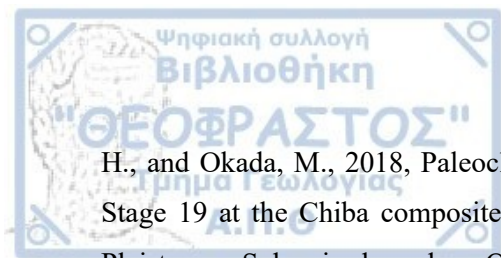 Ψηφιακή συλλογή
Βιβλιοθήκη
"ΘΕΟΦΡΑΣΤΟΣ"
H., and Okada, M., 2018, Paleocl
Τμήμα Γεωλογίας
Stage 19 at the Chiba composite
Α.Π.Θ